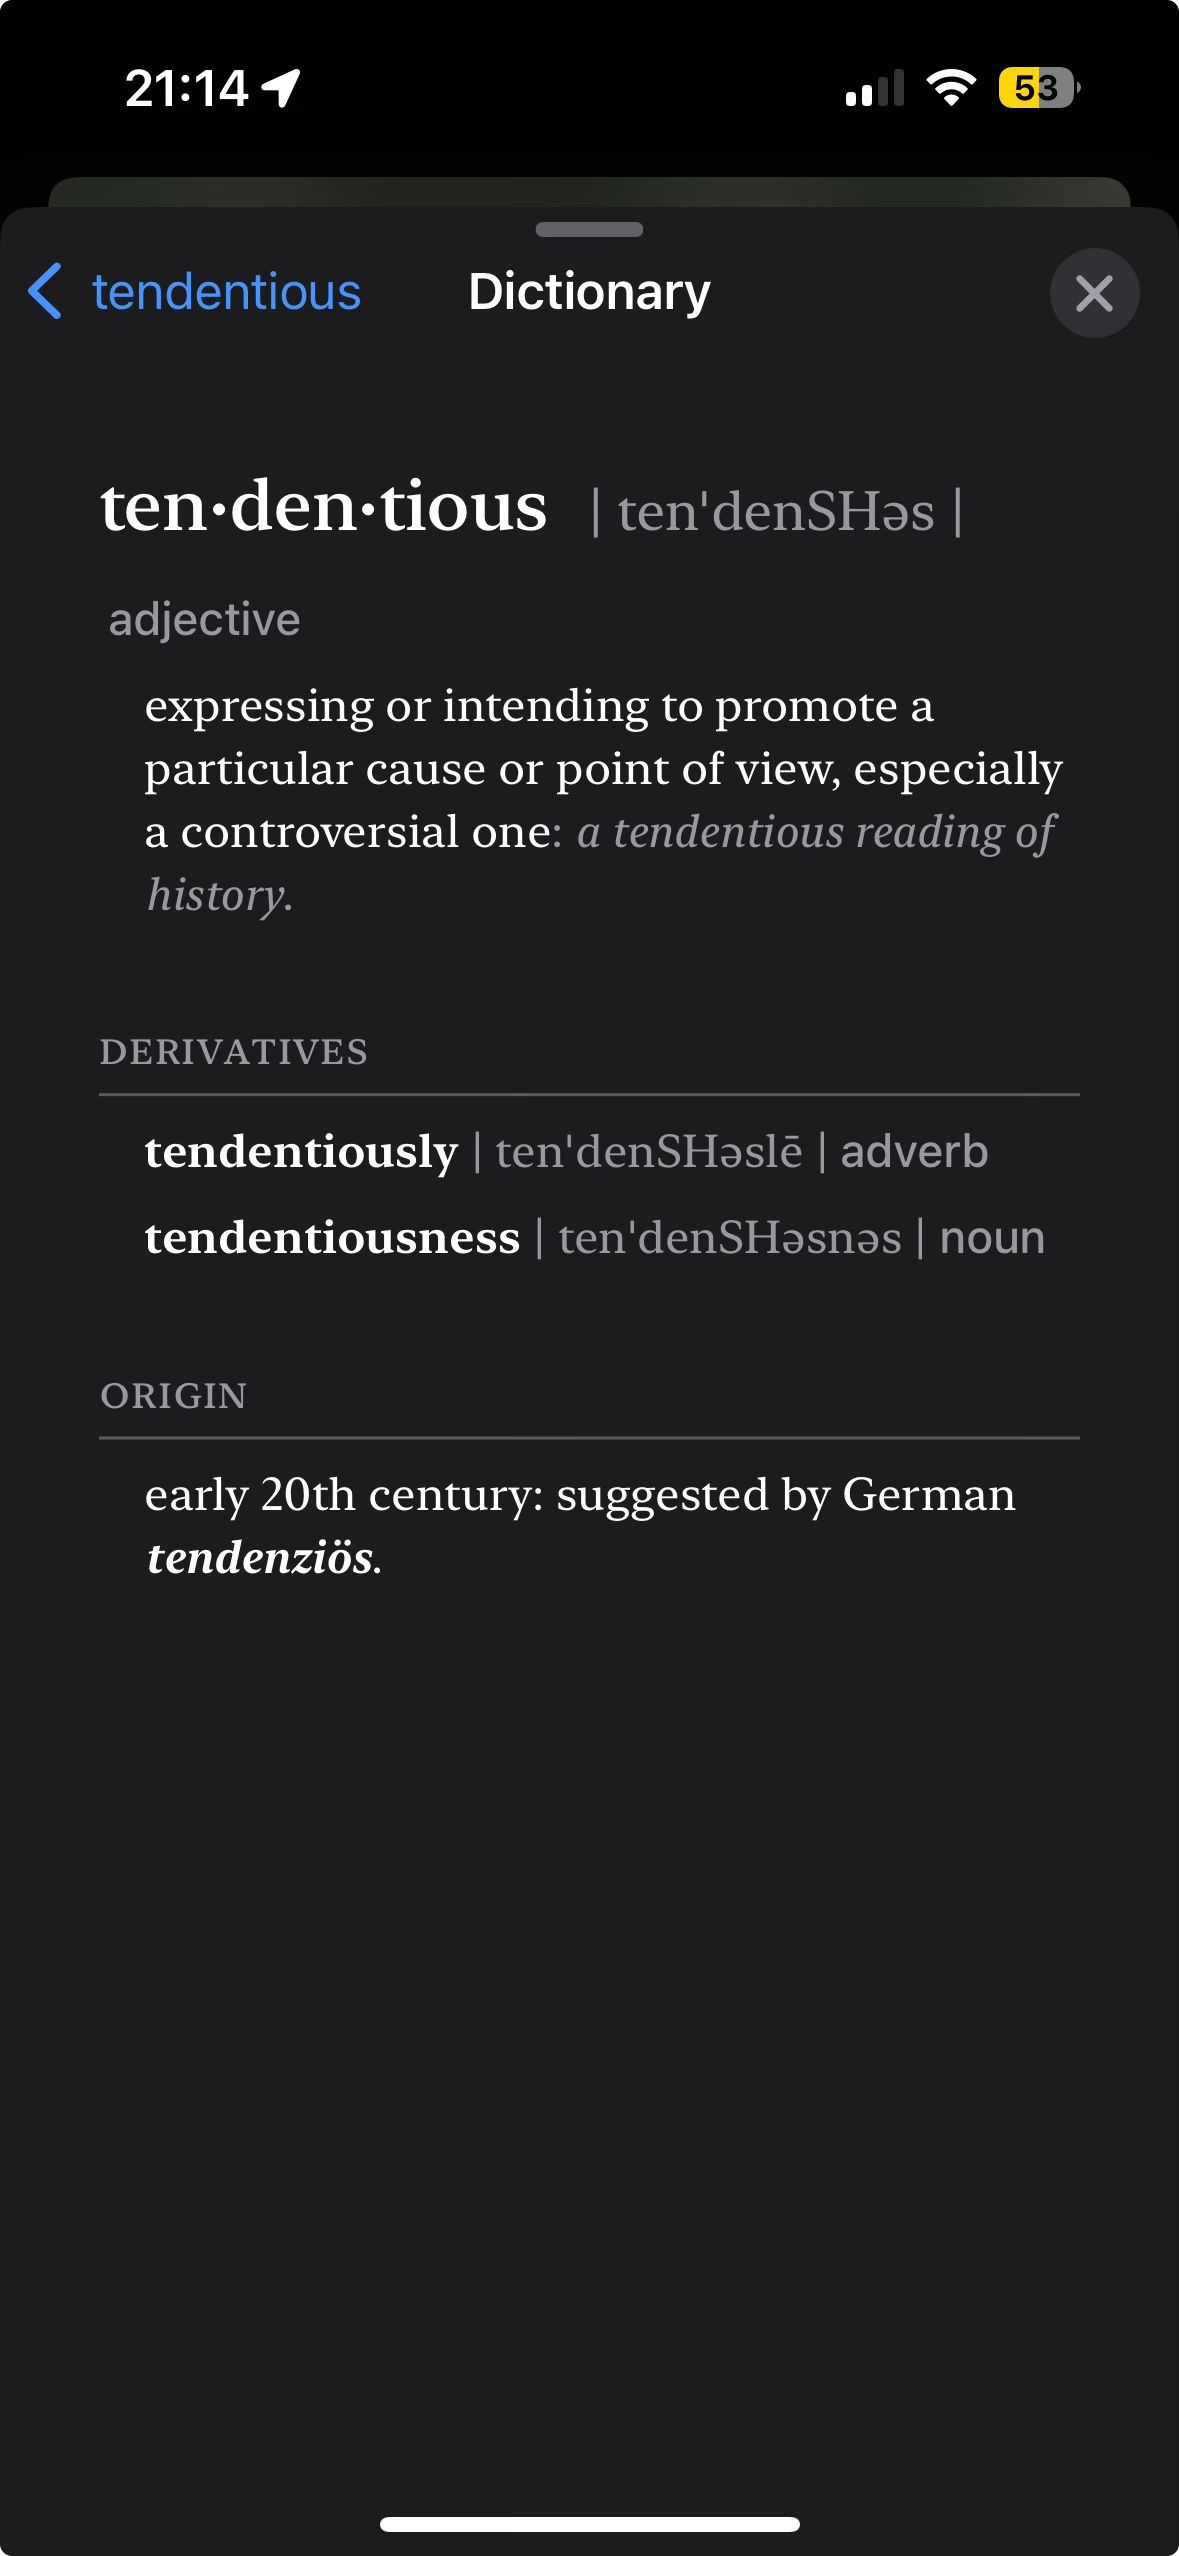 21:14
53
tendentious
Dictionary
ten·den·tious | ten'denSHəs |
adjective
expressing or intending to promote a
particular cause or point of view, especially
a controversial one: a tendentious reading of
history.
DERIVATIVES
tendentiously | ten'denSHəslē | adverb
tendentiousness | ten'denSHəsnəs | noun
ORIGIN
early 20th century: suggested by German
tendenziös.